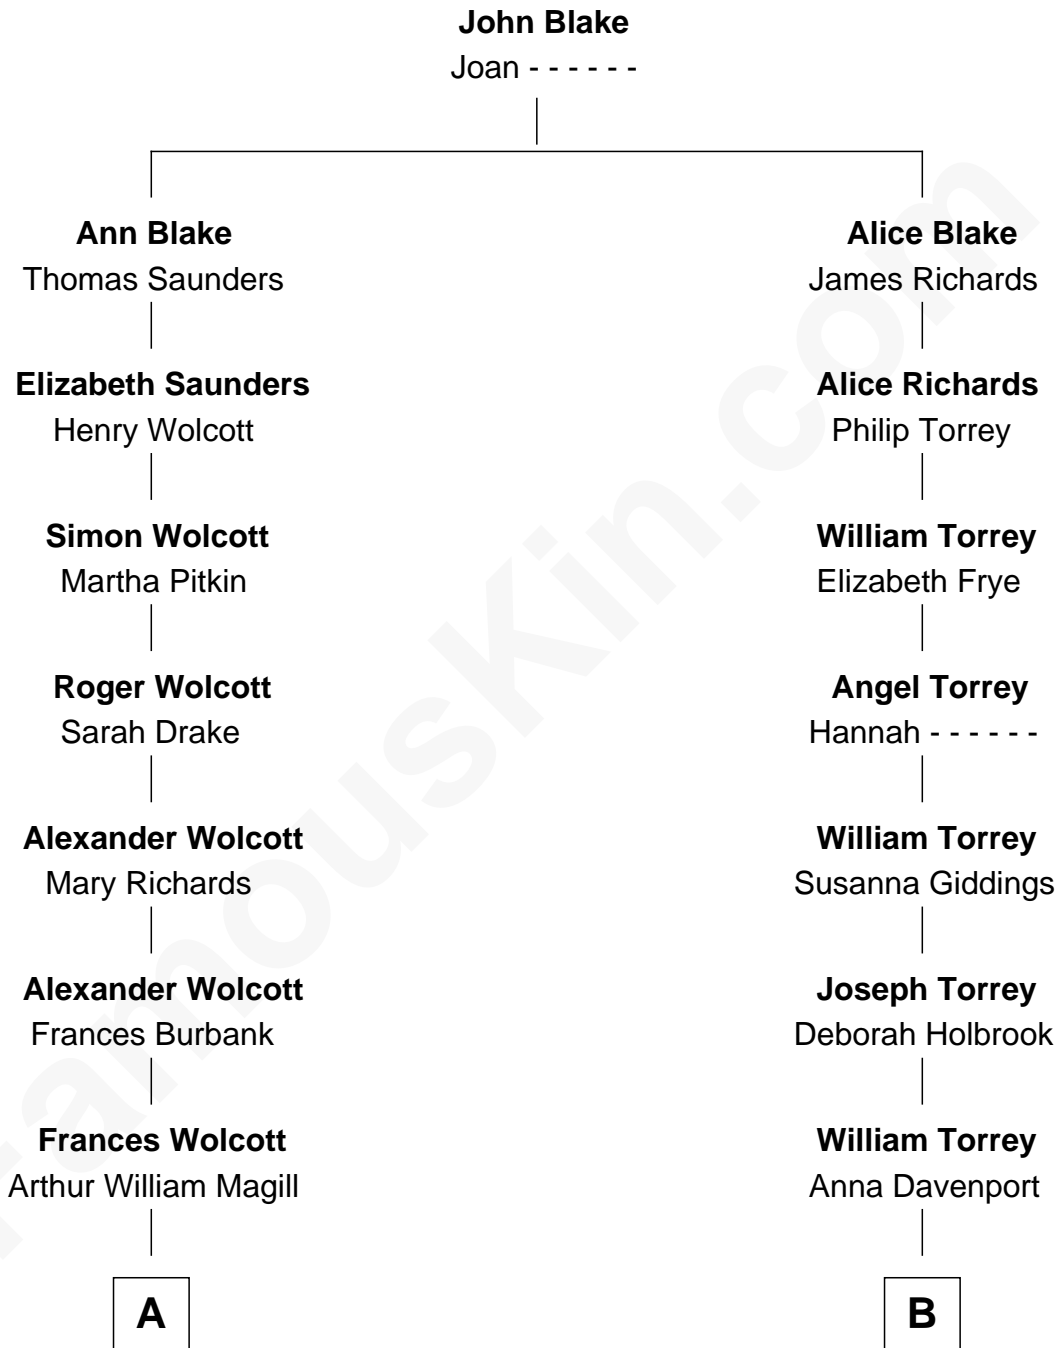 John Blake
Joan - - - - - -
Ann Blake
Thomas Saunders
Alice Blake
James Richards
Elizabeth Saunders
Henry Wolcott
Alice Richards
Philip Torrey
Simon Wolcott
Martha Pitkin
William Torrey
Elizabeth Frye
Roger Wolcott
Sarah Drake
Angel Torrey
Hannah - - - - - -
Alexander Wolcott
Mary Richards
William Torrey
Susanna Giddings
Alexander Wolcott
Frances Burbank
Joseph Torrey
Deborah Holbrook
Frances Wolcott
Arthur William Magill
William Torrey
Anna Davenport
A
B
FamousKin.com